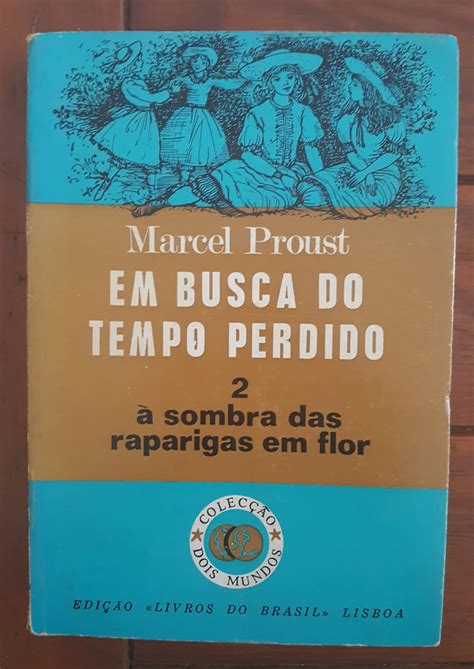 Marcel Proust
EM BUSCA DO
TEMPO PERDIDO
2
à sombra das
raparigas em flor
COLECÇÃO
DOIS MUNDOS
EDIÇÃO «LIVROS DO BRASIL» LISBOA